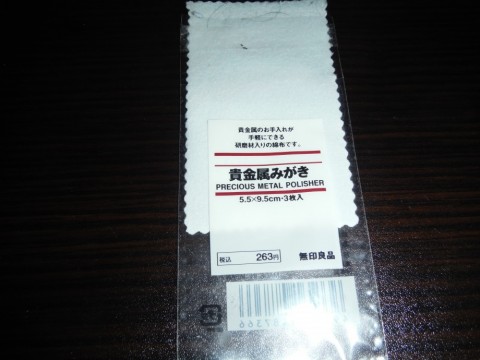 貴金属のお手入れが
手軽にできる
研磨材入りの綿布です。
貴金属みがき
PRECIOUS METAL POLISHER
5.5×9.5cm・3枚入
税込 263円 無印良品